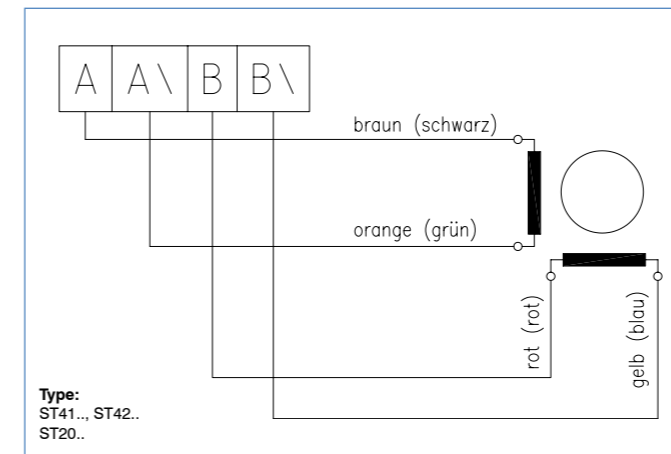 A A\ B B\
braun (schwarz)
orange (grün)
rot (rot)
gelb (blau)
Type:
ST41.., ST42..
ST20..